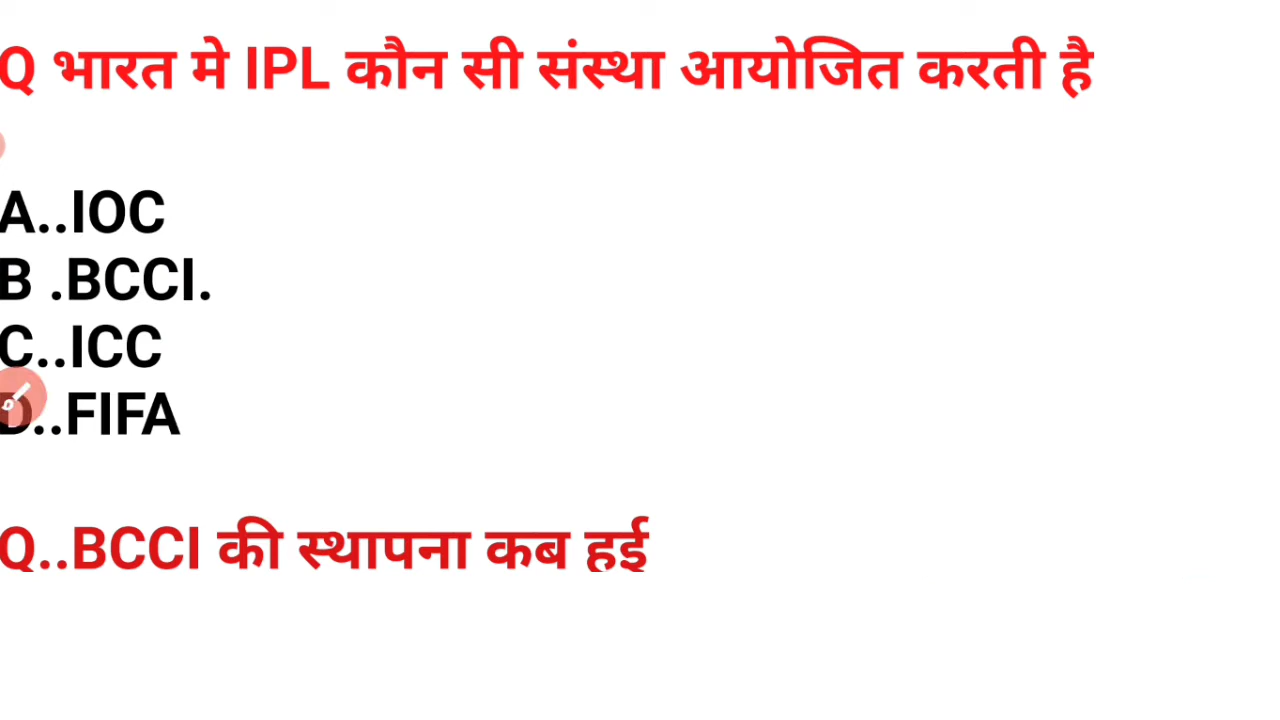 Q भारत मे IPL कौन सी संस्था आयोजित करती है
A..IOC
B .BCCI.
C..ICC
D..FIFA
Q..BCCI की स्थापना कब हुई